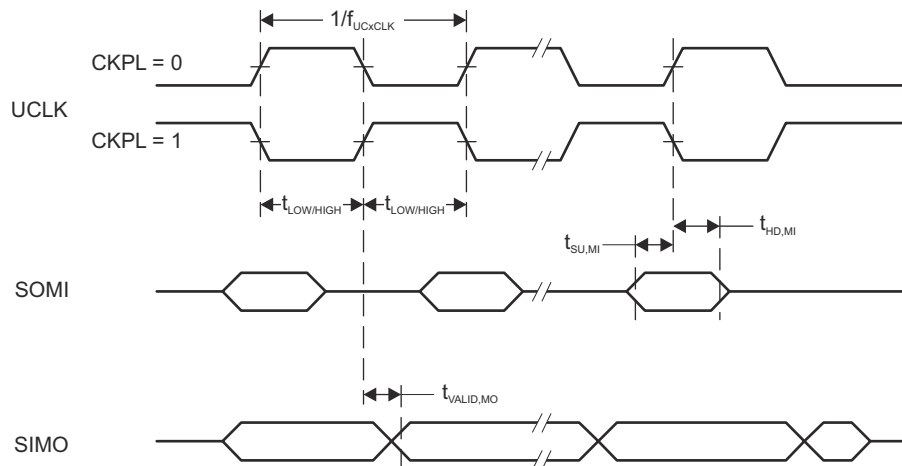 1/fUCxCLK
CKPL = 0
UCLK
CKPL = 1
tLOW/HIGH tLOW/HIGH
tHD,MI
tSU,MI
SOMI
tVALID,MO
SIMO